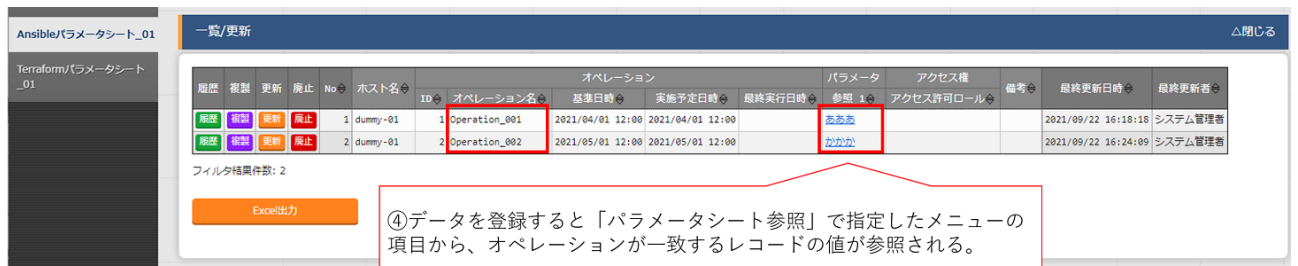 Ansibleパラメータシート_01
Terraformパラメータシート
_01
一覧/更新
△閉じる
履歴 複製 更新 廃止 No ホスト名 オペレーション パラメータ アクセス権 備考 最終更新日時 最終更新者
ID オペレーション名 基準日時 実施予定日時 最終実行日時 参照 1 アクセス許可ロール
履歴 複製 更新 廃止 1 dummy-01 1 Operation_001 2021/04/01 12:00 2021/04/01 12:00 あああ 2021/09/22 16:18:18 システム管理者
履歴 複製 更新 廃止 2 dummy-01 2 Operation_002 2021/05/01 12:00 2021/05/01 12:00 かかか 2021/09/22 16:24:09 システム管理者
フィルタ結果件数: 2
Excel出力
④データを登録すると「パラメータシート参照」で指定したメニューの
項目から、オペレーションが一致するレコードの値が参照される。